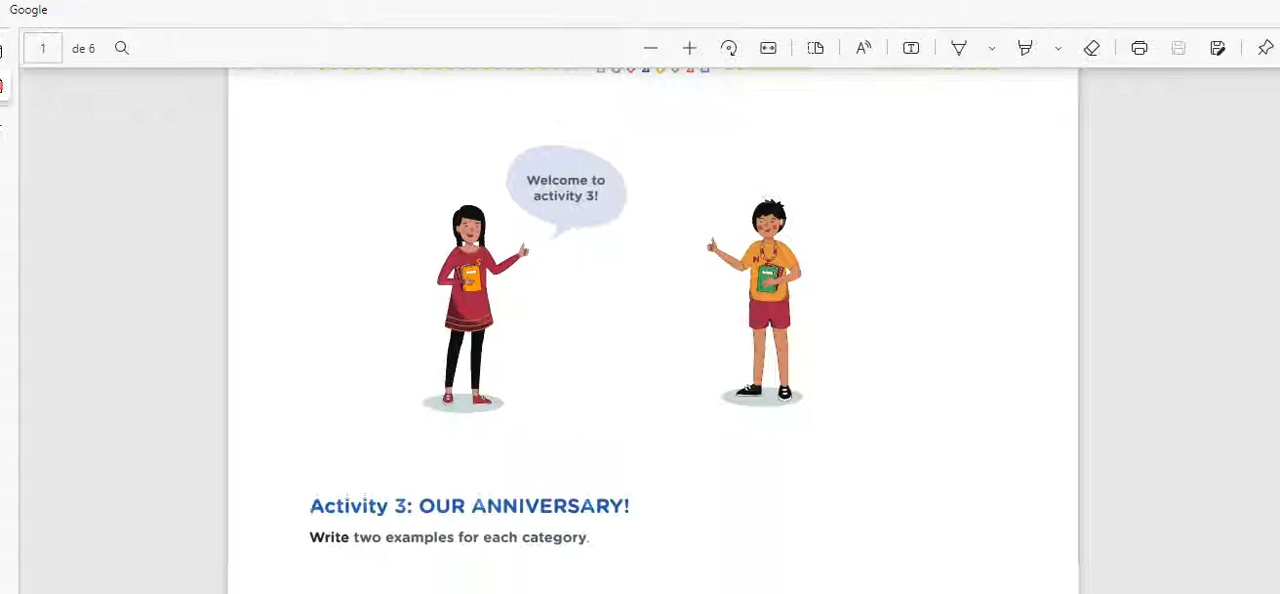 Google
1 de 6
Welcome to
activity 3!
S
N
Activity 3: OUR ANNIVERSARY!
Write two examples for each category.